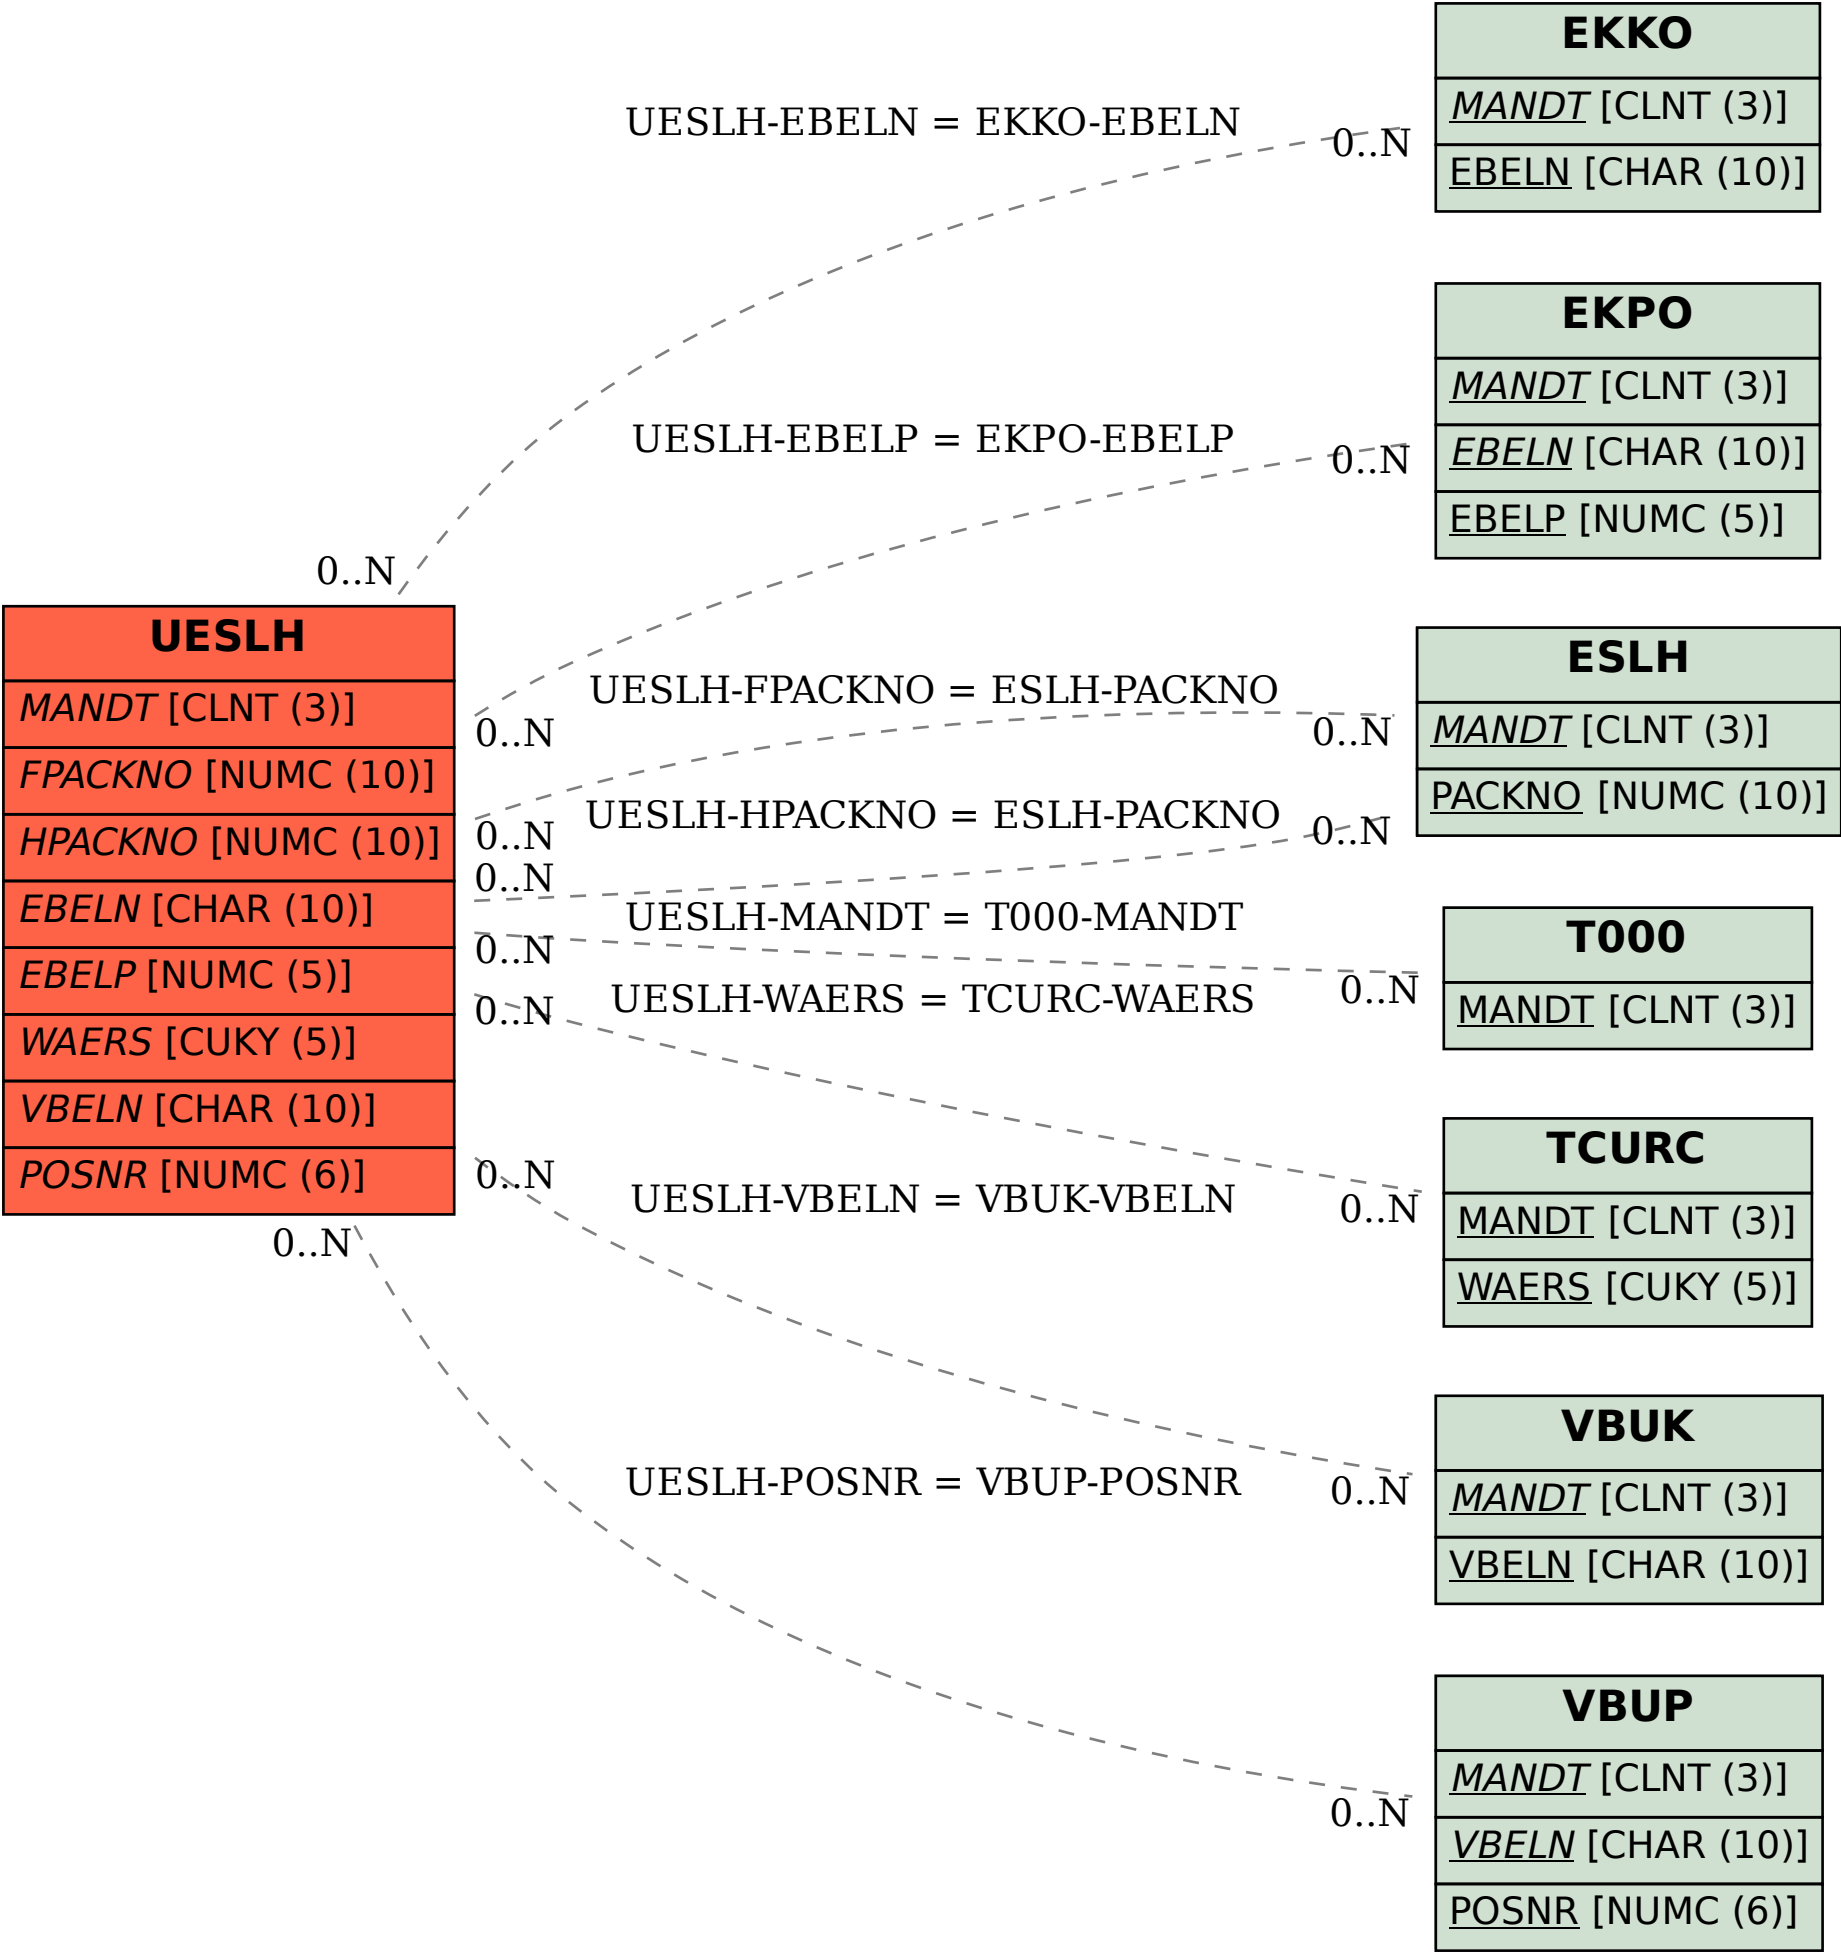 EKKO
MANDT [CLNT (3)]
EBELN [CHAR (10)]
UESLH-EBELN = EKKO-EBELN
0..N
0..N
EKPO
MANDT [CLNT (3)]
EBELN [CHAR (10)]
EBELP [NUMC (5)]
UESLH-EBELP = EKPO-EBELP
0..N
0..N
UESLH
MANDT [CLNT (3)]
FPACKNO [NUMC (10)]
HPACKNO [NUMC (10)]
EBELN [CHAR (10)]
EBELP [NUMC (5)]
WAERS [CUKY (5)]
VBELN [CHAR (10)]
POSNR [NUMC (6)]
ESLH
MANDT [CLNT (3)]
PACKNO [NUMC (10)]
UESLH-FPACKNO = ESLH-PACKNO
0..N
0..N
UESLH-HPACKNO = ESLH-PACKNO
0..N
0..N
T000
MANDT [CLNT (3)]
UESLH-MANDT = T000-MANDT
0..N
0..N
TCURC
MANDT [CLNT (3)]
WAERS [CUKY (5)]
UESLH-WAERS = TCURC-WAERS
0..N
0..N
VBUK
MANDT [CLNT (3)]
VBELN [CHAR (10)]
UESLH-VBELN = VBUK-VBELN
0..N
0..N
VBUP
MANDT [CLNT (3)]
VBELN [CHAR (10)]
POSNR [NUMC (6)]
UESLH-POSNR = VBUP-POSNR
0..N
0..N